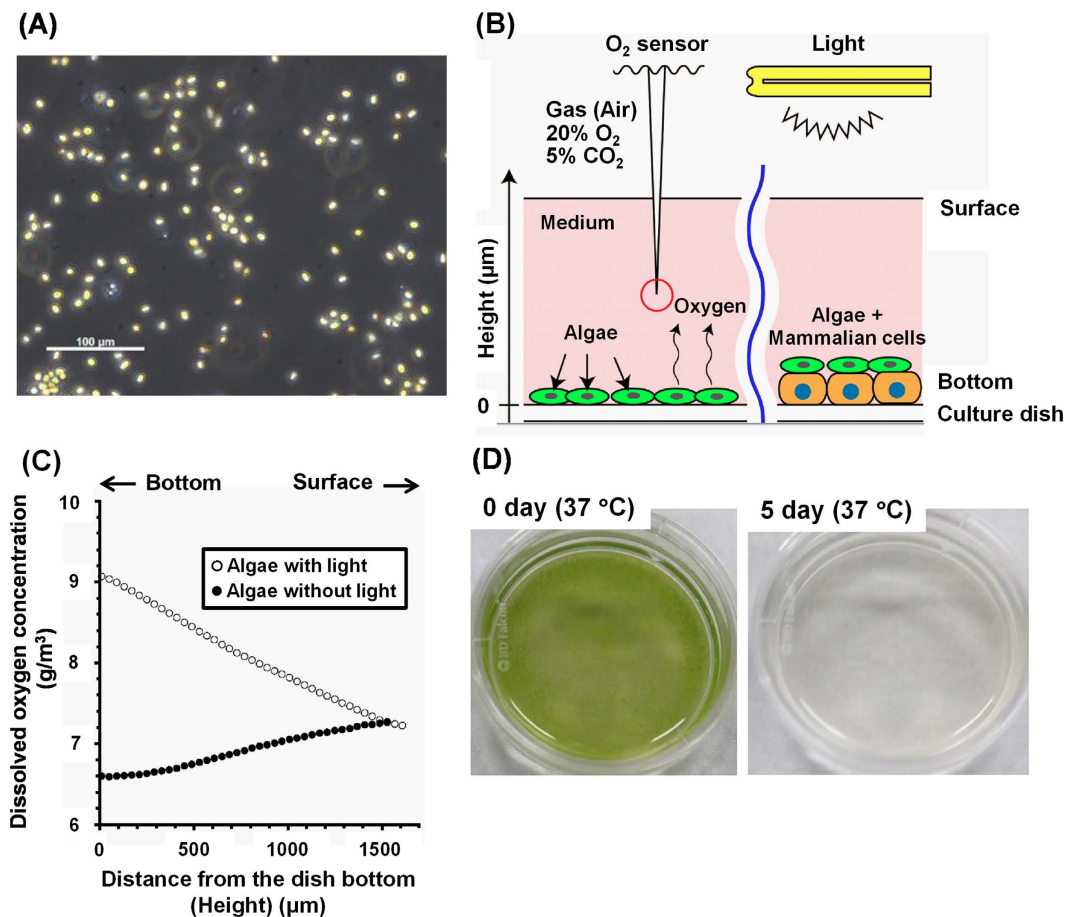 (A)
100 μm
(B)
O₂ sensor
Light
Gas (Air)
20% O₂
5% CO₂
Surface
Medium
Height (μm)
Oxygen
Algae
Algae +
Mammalian cells
Bottom
0
Culture dish
(C)
Bottom
Surface
Dissolved oxygen concentration
(g/m³)
10
9
8
7
6
Algae with light
Algae without light
0
500
1000
1500
Distance from the dish bottom
(Height) (μm)
(D)
0 day (37 °C)
5 day (37 °C)
BD Falcon